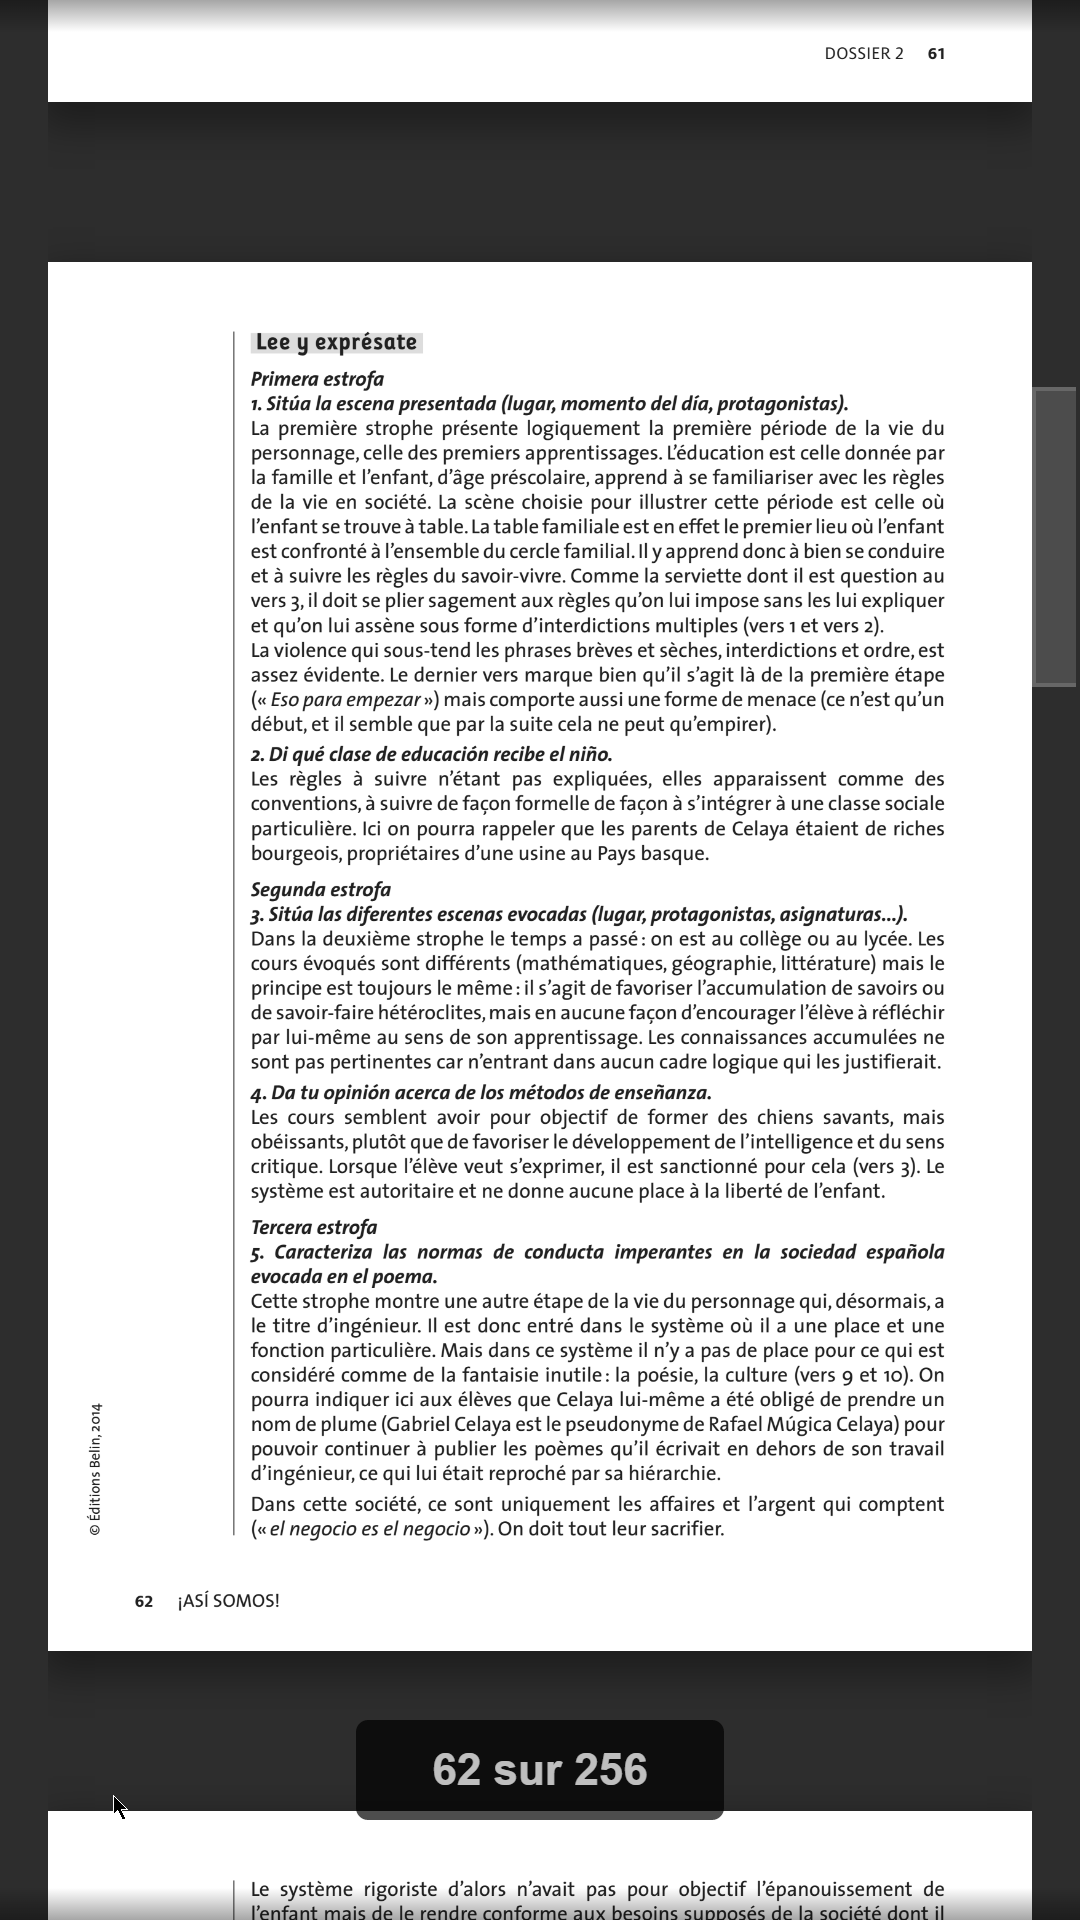 DOSSIER 2 61
Lee y exprésate
Primera estrofa
1. Sitúa la escena presentada (lugar, momento del día, protagonistas).
La première strophe présente logiquement la première période de la vie du
personnage, celle des premiers apprentissages. L’éducation est celle donnée par
la famille et l’enfant, d’âge préscolaire, apprend à se familiariser avec les règles
de la vie en société. La scène choisie pour illustrer cette période est celle où
l’enfant se trouve à table. La table familiale est en effet le premier lieu où l’enfant
est confronté à l’ensemble du cercle familial. Il y apprend donc à bien se conduire
et à suivre les règles du savoir-vivre. Comme la serviette dont il est question au
vers 3, il doit se plier sagement aux règles qu’on lui impose sans les lui expliquer
et qu’on lui assène sous forme d’interdictions multiples (vers 1 et vers 2).
La violence qui sous-tend les phrases brèves et sèches, interdictions et ordre, est
assez évidente. Le dernier vers marque bien qu’il s’agit là de la première étape
(« Eso para empezar ») mais comporte aussi une forme de menace (ce n’est qu’un
début, et il semble que par la suite cela ne peut qu’empirer).
2. Di qué clase de educación recibe el niño.
Les règles à suivre n’étant pas expliquées, elles apparaissent comme des
conventions, à suivre de façon formelle de façon à s’intégrer à une classe sociale
particulière. Ici on pourra rappeler que les parents de Celaya étaient de riches
bourgeois, propriétaires d’une usine au Pays basque.
Segunda estrofa
3. Sitúa las diferentes escenas evocadas (lugar, protagonistas, asignaturas...).
Dans la deuxième strophe le temps a passé : on est au collège ou au lycée. Les
cours évoqués sont différents (mathématiques, géographie, littérature) mais le
principe est toujours le même : il s’agit de favoriser l’accumulation de savoirs ou
de savoir-faire hétéroclites, mais en aucune façon d’encourager l’élève à réfléchir
par lui-même au sens de son apprentissage. Les connaissances accumulées ne
sont pas pertinentes car n’entrant dans aucun cadre logique qui les justifierait.
4. Da tu opinión acerca de los métodos de enseñanza.
Les cours semblent avoir pour objectif de former des chiens savants, mais
obéissants, plutôt que de favoriser le développement de l’intelligence et du sens
critique. Lorsque l’élève veut s’exprimer, il est sanctionné pour cela (vers 3). Le
système est autoritaire et ne donne aucune place à la liberté de l’enfant.
Tercera estrofa
5. Caracteriza las normas de conducta imperantes en la sociedad española
evocada en el poema.
Cette strophe montre une autre étape de la vie du personnage qui, désormais, a
le titre d’ingénieur. Il est donc entré dans le système où il a une place et une
fonction particulière. Mais dans ce système il n’y a pas de place pour ce qui est
considéré comme de la fantaisie inutile : la poésie, la culture (vers 9 et 10). On
pourra indiquer ici aux élèves que Celaya lui-même a été obligé de prendre un
nom de plume (Gabriel Celaya est le pseudonyme de Rafael Múgica Celaya) pour
pouvoir continuer à publier les poèmes qu’il écrivait en dehors de son travail
d’ingénieur, ce qui lui était reproché par sa hiérarchie.
Dans cette société, ce sont uniquement les affaires et l’argent qui comptent
(« el negocio es el negocio »). On doit tout leur sacrifier.
© Éditions Belin, 2014
62 ¡ASÍ SOMOS!
62 sur 256
Le système rigoriste d’alors n’avait pas pour objectif l’épanouissement de
l’enfant mais de le rendre conforme aux besoins supposés de la société dont il